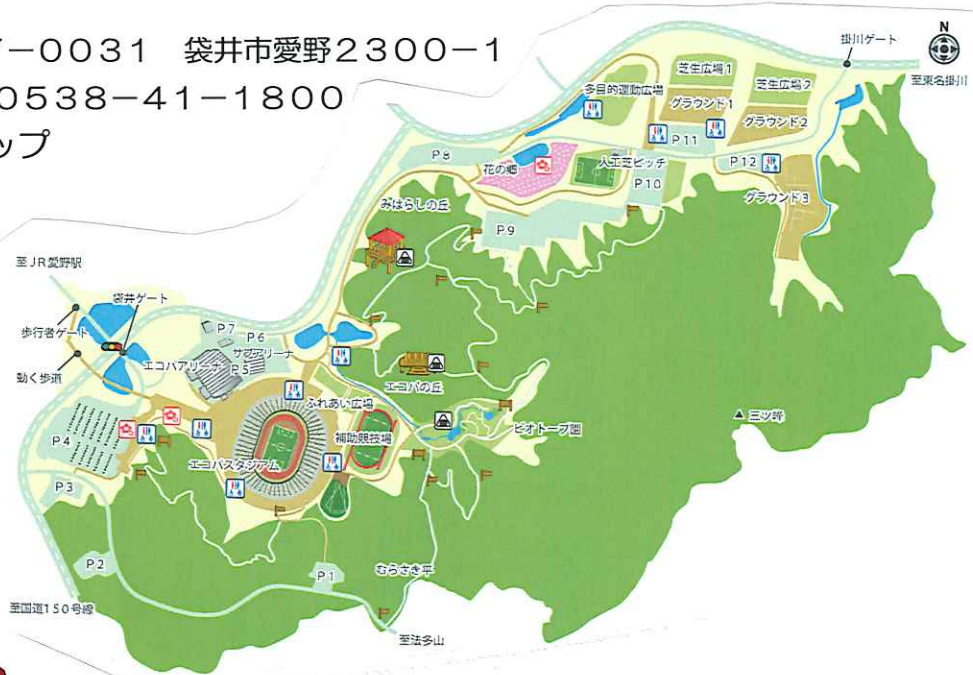 7-0031 袋井市愛野2300-1
0538-41-1800
ップ
N
掛川ゲート
至東名掛川
芝生広場1
芝生広場2
多目的運動広場
グラウンド1
グラウンド2
P8
花の郷
人工芝ピッチ
P11
P12
P10
グラウンド3
みはらしの丘
P9
至JR愛野駅
袋井ゲート
歩行者ゲート
動く歩道
P7
P6
サブアリーナ
エコパアリーナ
P5
エコパの丘
ふれあい広場
三ツ峰
P4
補助競技場
ビオトープ園
エコパスタジアム
P3
P2
P1
むらさき平
至国道150号線
至法多山